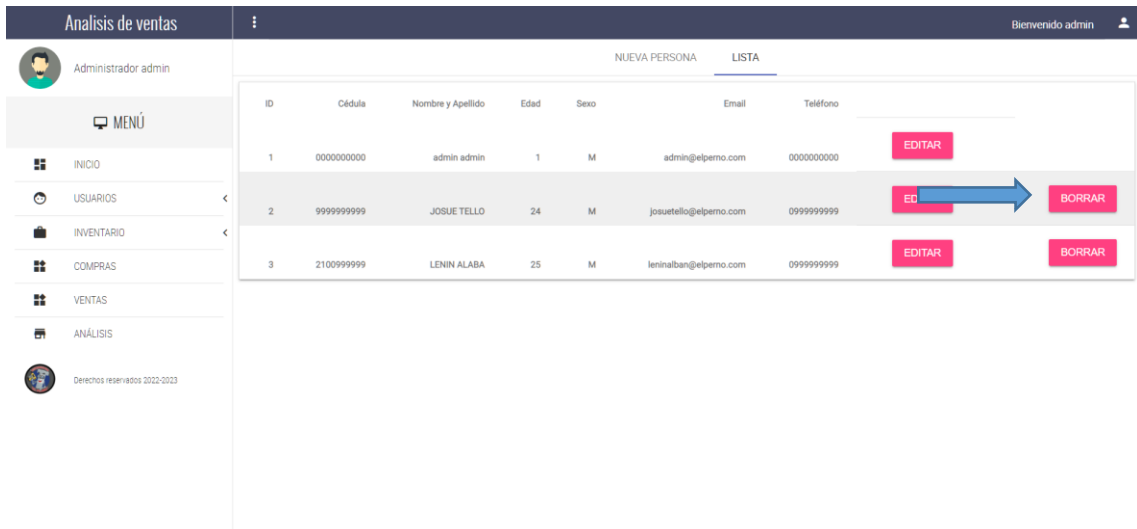 Analisis de ventas
Bienvenido admin
Administrador admin
MENÚ
INICIO
USUARIOS
INVENTARIO
COMPRAS
VENTAS
ANÁLISIS
Derechos reservados 2022-2023
NUEVA PERSONA LISTA
ID Cédula Nombre y Apellido Edad Sexo Email Teléfono
1 0000000000 admin admin 1 M admin@elperno.com 0000000000 EDITAR
2 9999999999 JOSUE TELLO 24 M josuetello@elperno.com 0999999999 ED BORRAR
3 2100999999 LENIN ALABA 25 M leninalban@elperno.com 0999999999 EDITAR BORRAR